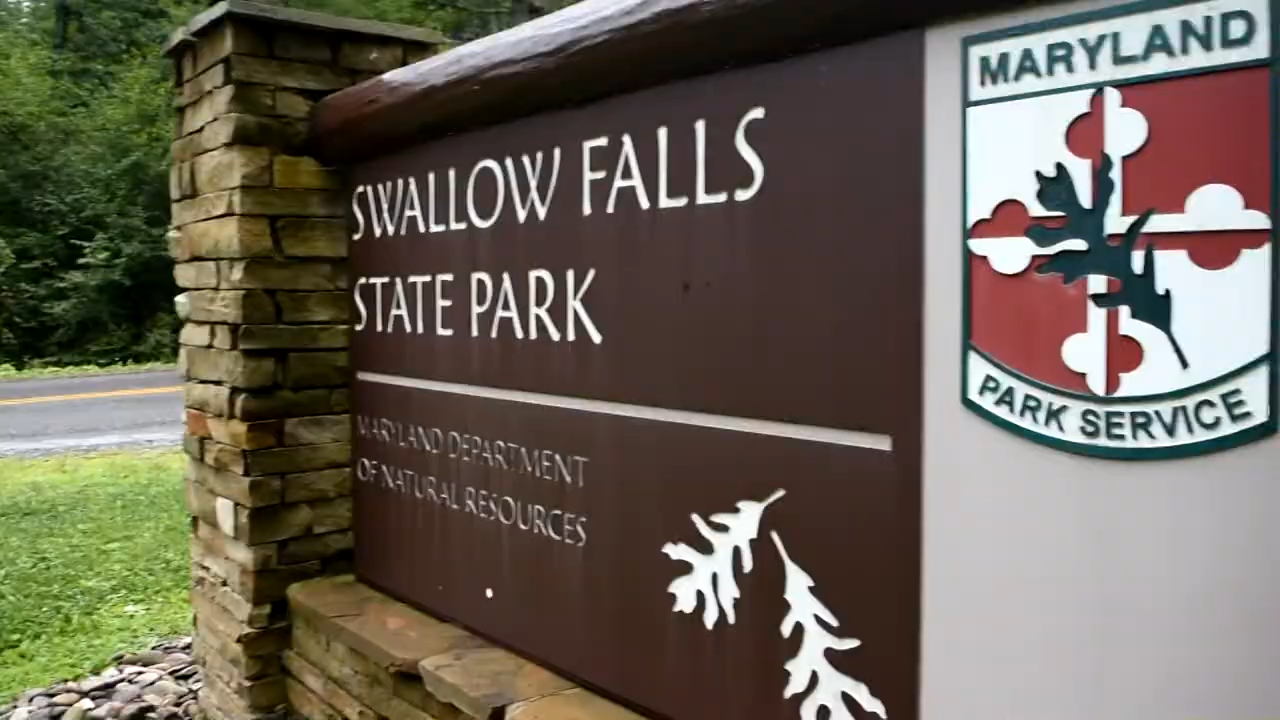 SWALLOW FALLS
STATE PARK
MARYLAND DEPARTMENT
OF NATURAL RESOURCES
MARYLAND
PARK SERVICE